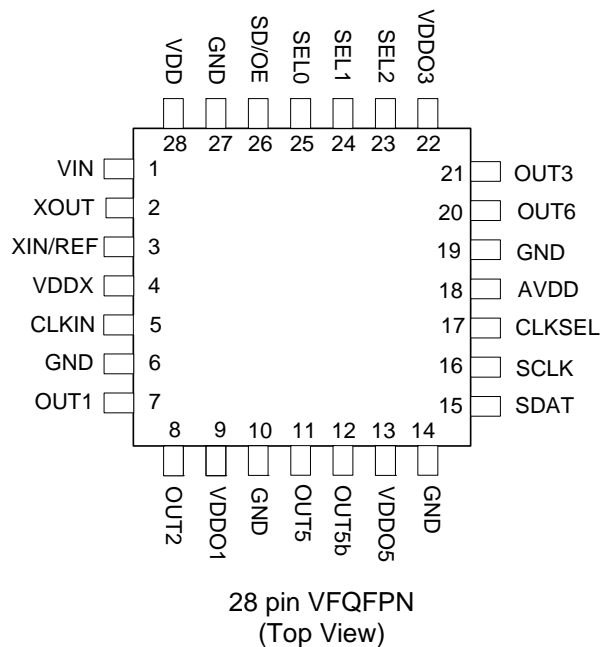 VDD
GND
SD/OE
SEL0
SEL1
SEL2
VDDO3
28 27 26 25 24 23 22
VIN 1
XOUT 2
XIN/REF 3
VDDX 4
CLKIN 5
GND 6
OUT1 7
21 OUT3
20 OUT6
19 GND
18 AVDD
17 CLKSEL
16 SCLK
15 SDAT
8 9 10 11 12 13 14
OUT2
VDDO1
GND
OUT5
OUT5b
VDDO5
GND
28 pin VFQFPN
(Top View)